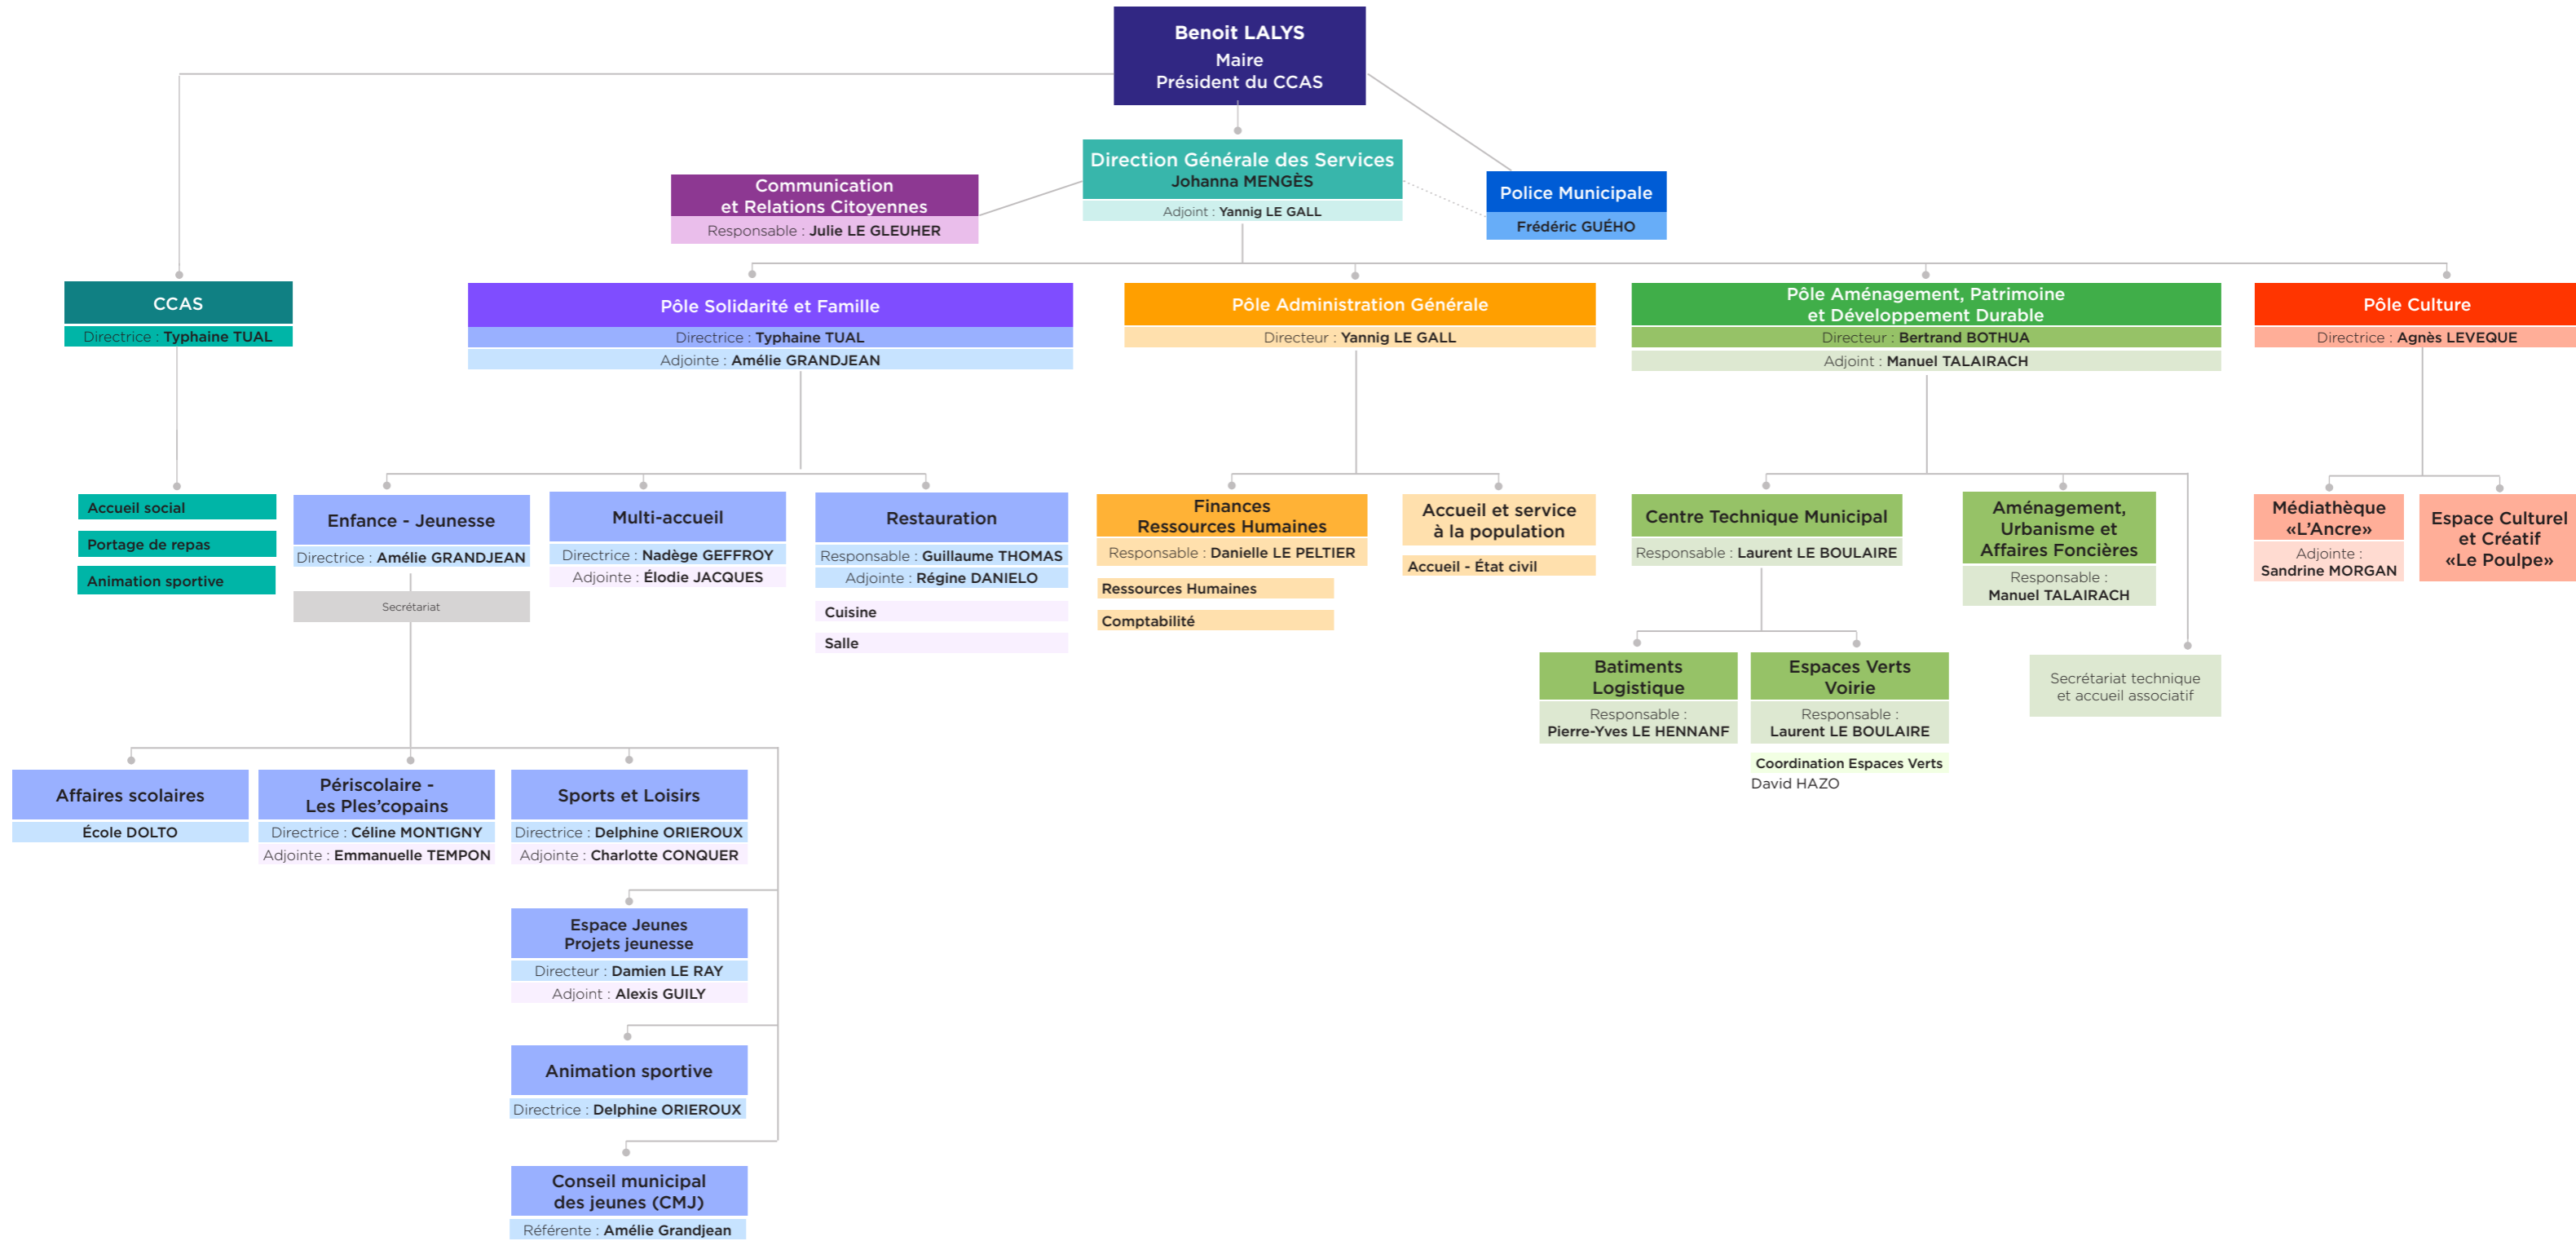 Benoit LALYS
Maire
Président du CCAS
Direction Générale des Services
Johanna MENGÈS
Adjoint : Yannig LE GALL
Communication
et Relations Citoyennes
Responsable : Julie LE GLEUHER
Police Municipale
Frédéric GUÉHO
CCAS
Directrice : Typhaine TUAL
Accueil social
Portage de repas
Animation sportive
Pôle Solidarité et Famille
Directrice : Typhaine TUAL
Adjointe : Amélie GRANDJEAN
Enfance - Jeunesse
Directrice : Amélie GRANDJEAN
Secrétariat
Multi-accueil
Directrice : Nadège GEFFROY
Adjointe : Élodie JACQUES
Restauration
Responsable : Guillaume THOMAS
Adjointe : Régine DANIELO
Cuisine
Salle
Affaires scolaires
École DOLTO
Périscolaire -
Les Ples'copains
Directrice : Céline MONTIGNY
Adjointe : Emmanuelle TEMPON
Sports et Loisirs
Directrice : Delphine ORIEROUX
Adjointe : Charlotte CONQUER
Espace Jeunes
Projets jeunesse
Directeur : Damien LE RAY
Adjoint : Alexis GUILY
Animation sportive
Directrice : Delphine ORIEROUX
Conseil municipal
des jeunes (CMJ)
Référente : Amélie Grandjean
Pôle Administration Générale
Directeur : Yannig LE GALL
Finances
Ressources Humaines
Responsable : Danielle LE PELTIER
Ressources Humaines
Comptabilité
Accueil et service
à la population
Accueil - État civil
Pôle Aménagement, Patrimoine
et Développement Durable
Directeur : Bertrand BOTHUA
Adjoint : Manuel TALAIRACH
Centre Technique Municipal
Responsable : Laurent LE BOULAIRE
Aménagement,
Urbanisme et
Affaires Foncières
Responsable :
Manuel TALAIRACH
Batiments
Logistique
Responsable :
Pierre-Yves LE HENNANF
Espaces Verts
Voirie
Responsable :
Laurent LE BOULAIRE
Coordination Espaces Verts
David HAZO
Secrétariat technique
et accueil associatif
Pôle Culture
Directrice : Agnès LEVEQUE
Médiathèque
«L'Ancre»
Adjointe :
Sandrine MORGAN
Espace Culturel
et Créatif
«Le Poulpe»